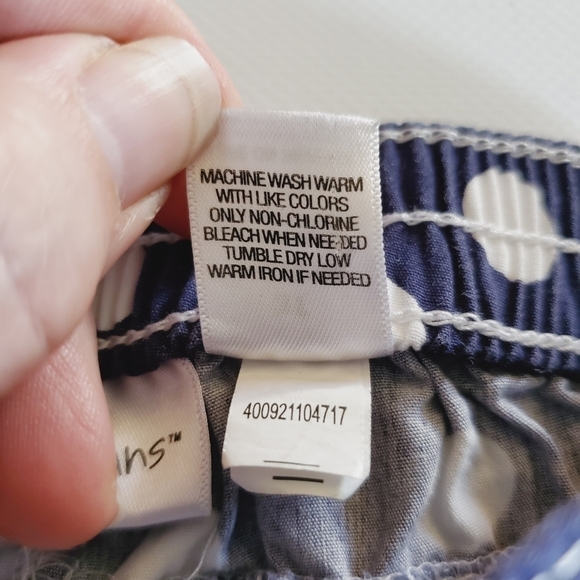 MACHINE WASH WARM
WITH LIKE COLORS
ONLY NON-CHLORINE
BLEACH WHEN NEEDED
TUMBLE DRY LOW
WARM IRON IF NEEDED
400921104717
ns™